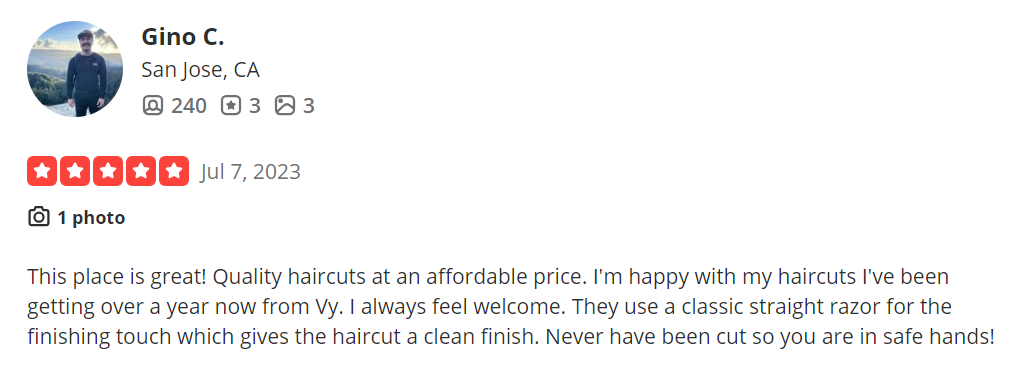 Gino C.
San Jose, CA
240 3 3
Jul 7, 2023
1 photo
This place is great! Quality haircuts at an affordable price. I'm happy with my haircuts I've been
getting over a year now from Vy. I always feel welcome. They use a classic straight razor for the
finishing touch which gives the haircut a clean finish. Never have been cut so you are in safe hands!